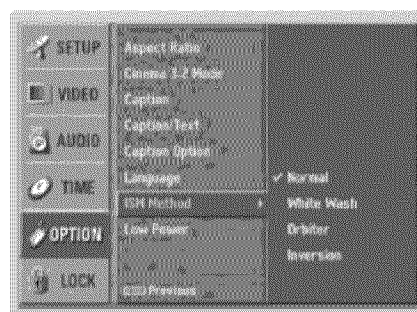 SETUP
VIDEO
AUDIO
TIME
OPTION
LOCK
Aspect Ratio
Cinema 3:2 Mode
Caption
Caption/Text
Caption Option
Language
ISM Method
Low Power
Previous
Normal
White Wash
Orbiter
Inversion